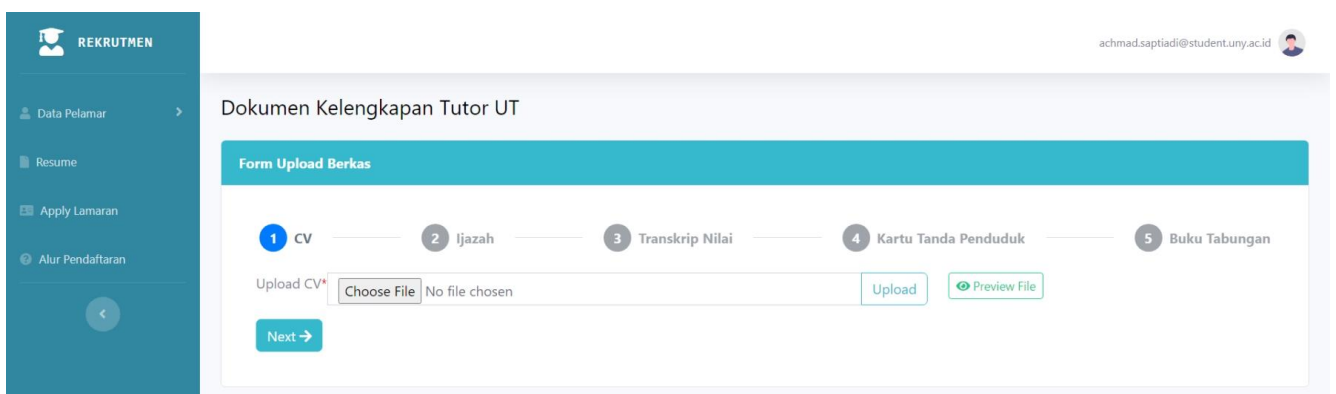 REKRUTMEN
achmad.saptiadi@student.uny.ac.id
Data Pelamar
Resume
Apply Lamaran
Alur Pendaftaran
Dokumen Kelengkapan Tutor UT
Form Upload Berkas
1 CV 2 Ijazah 3 Transkrip Nilai 4 Kartu Tanda Penduduk 5 Buku Tabungan
Upload CV* Choose File No file chosen Upload Preview File
Next →